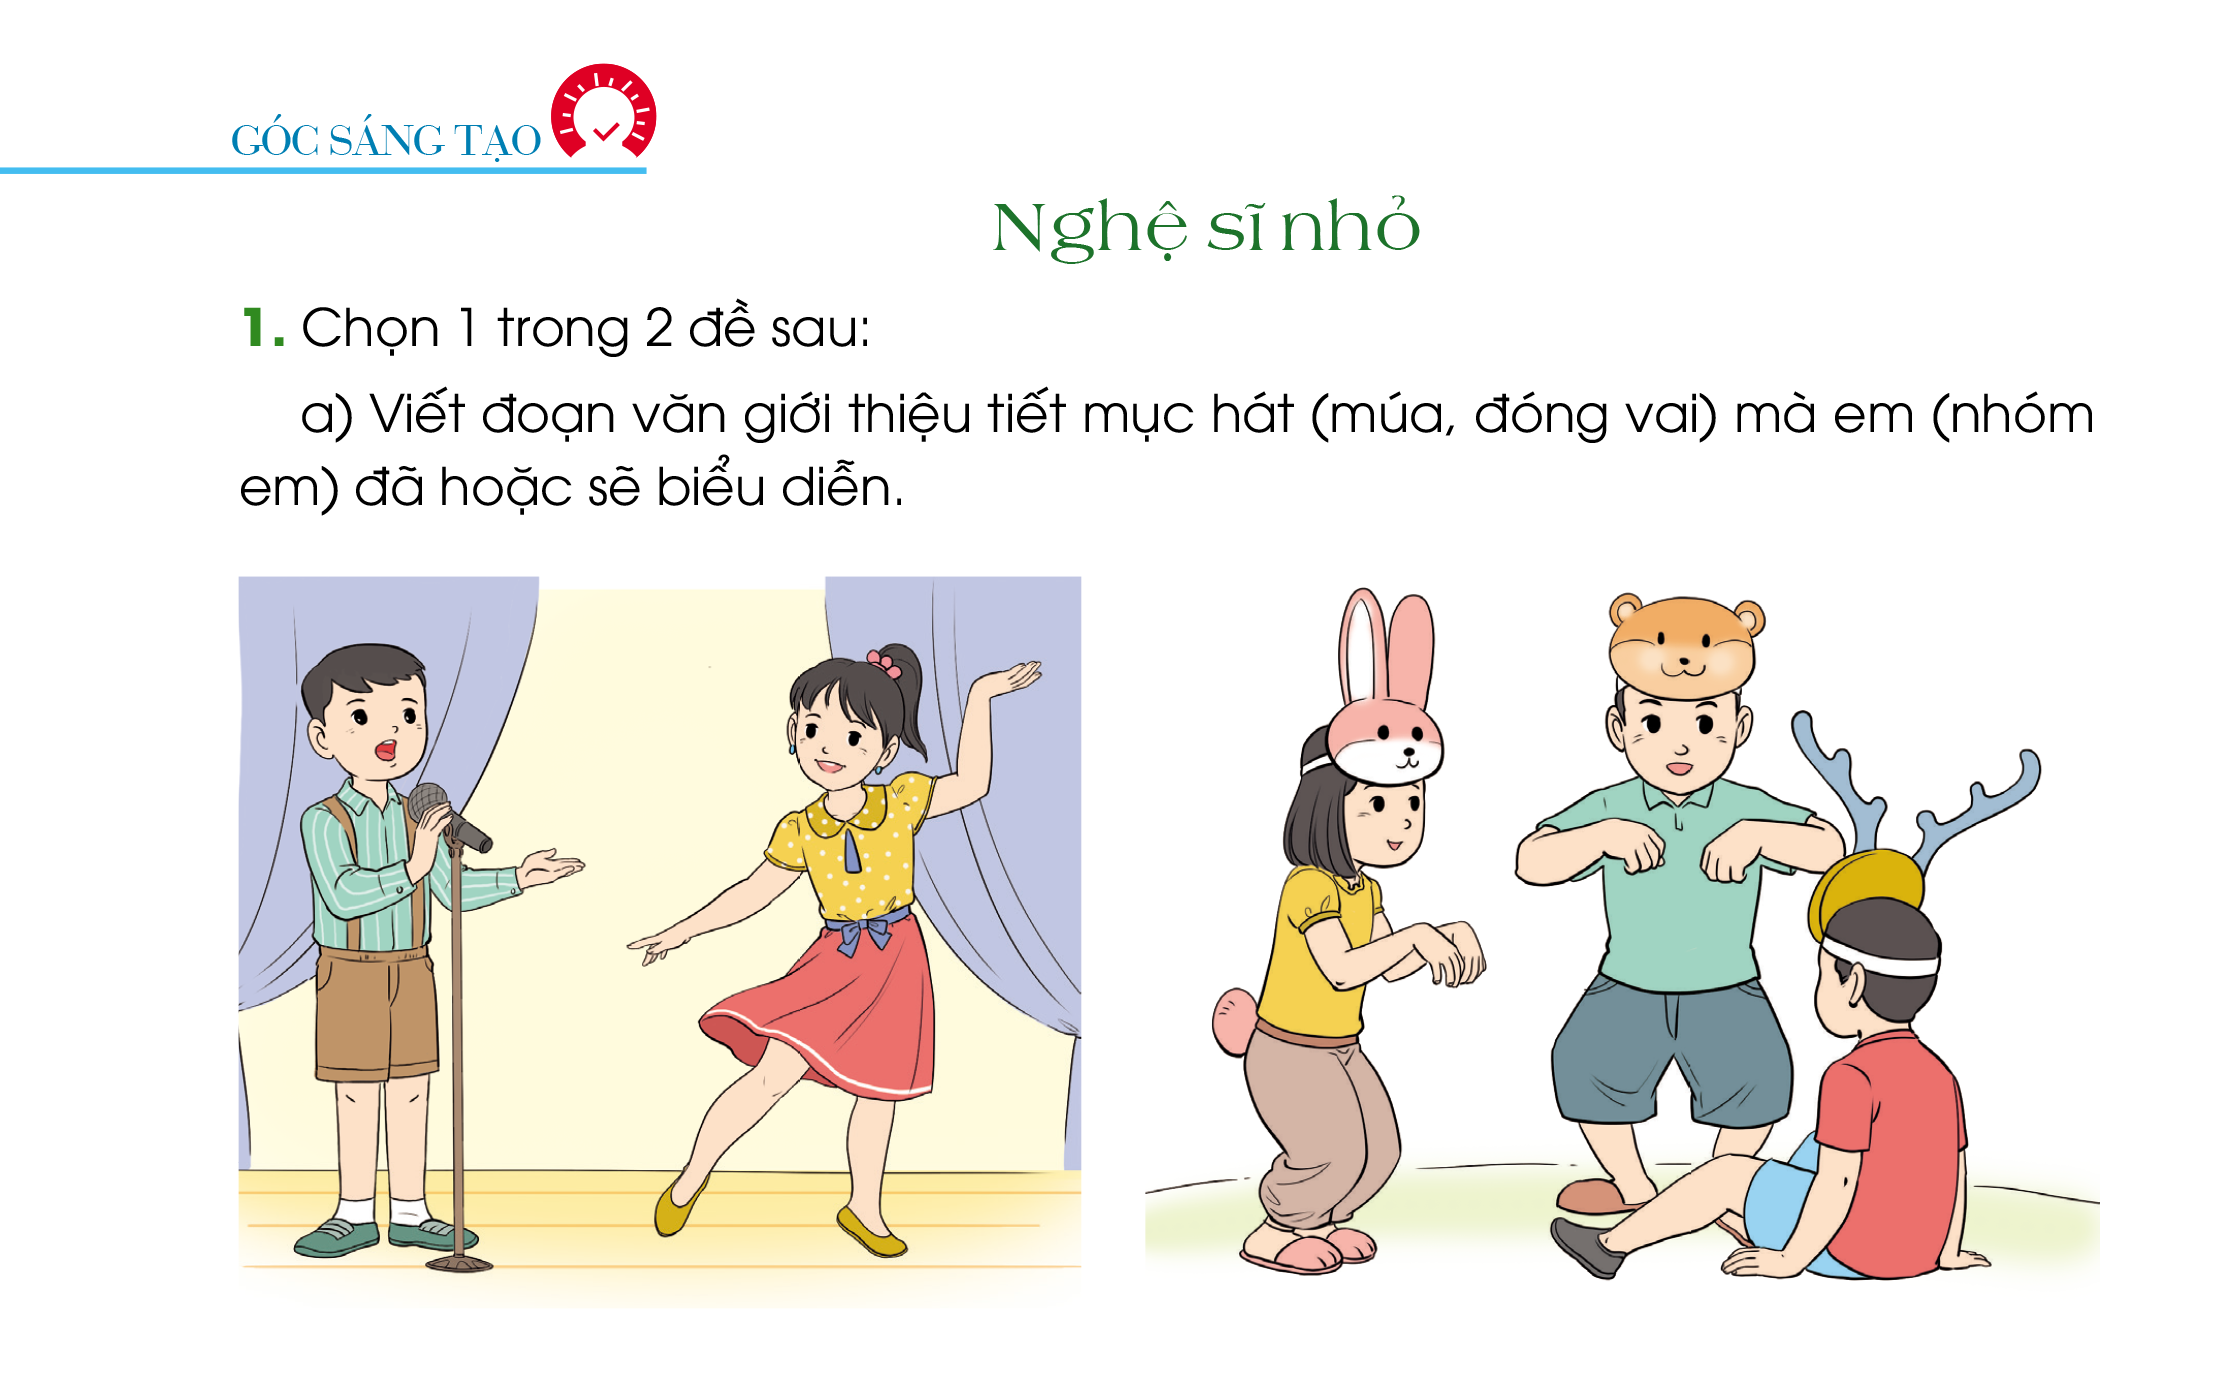 GÓC SÁNG TẠO
Nghệ sĩ nhỏ
1. Chọn 1 trong 2 đề sau:
a) Viết đoạn văn giới thiệu tiết mục hát (múa, đóng vai) mà em (nhóm
em) đã hoặc sẽ biểu diễn.